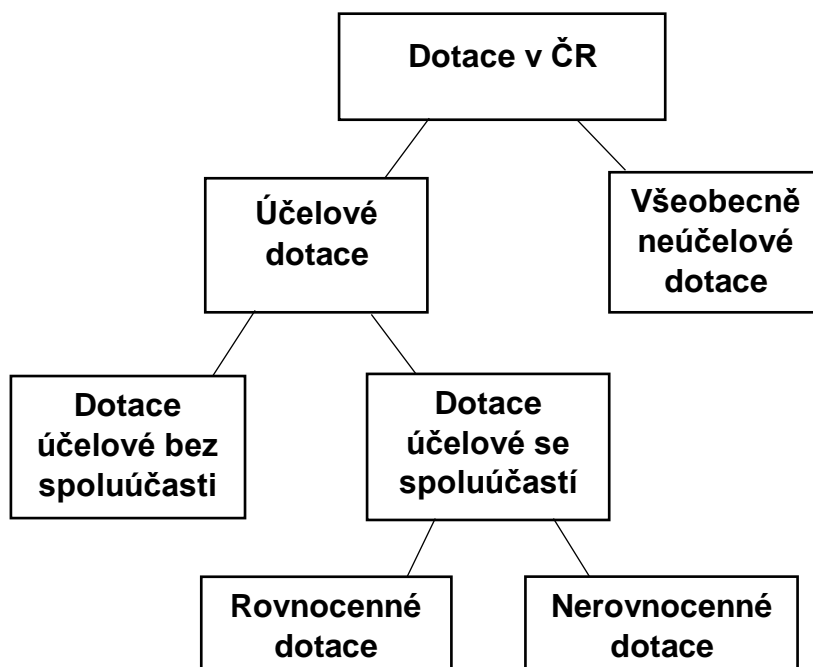 Dotace v ČR
Účelové
dotace
Všeobecně
neúčelové
dotace
Dotace
účelové bez
spoluúčasti
Dotace
účelové se
spoluúčastí
Rovnocenné
dotace
Nerovnocenné
dotace